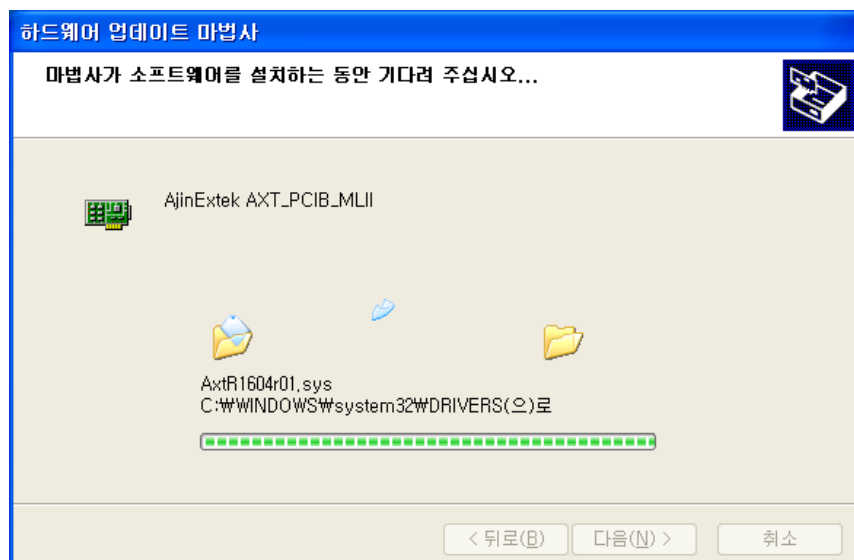 하드웨어 업데이트 마법사
마법사가 소프트웨어를 설치하는 동안 기다려 주십시오...
AjinExtek AXT_PCIB_MLII
AxtR1604r01,sys
C:₩WINDOWS₩system32₩DRIVERS(으)로
< 뒤로(B)
다음(N) >
취소